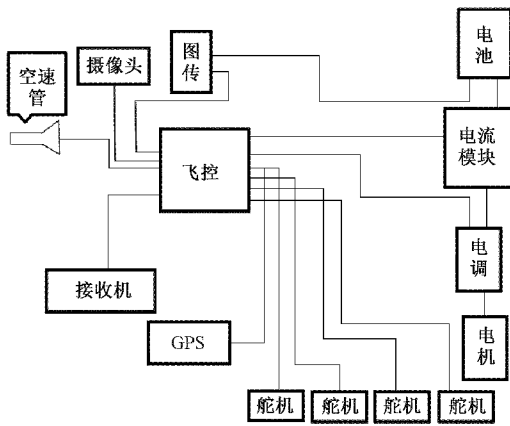 空速
管
摄像头
图
传
电
池
飞控
电流
模块
接收机
电
调
GPS
电
机
舵机
舵机
舵机
舵机